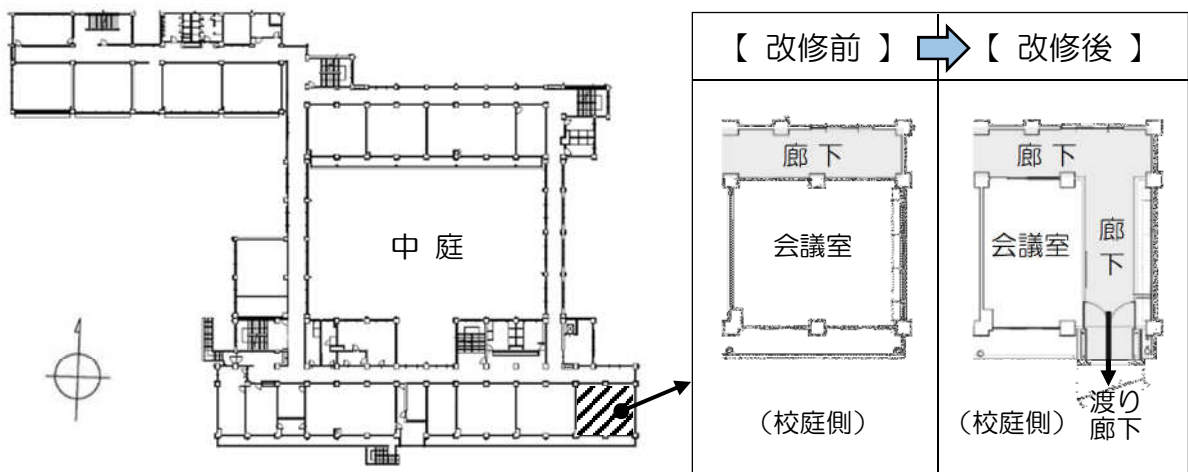 中 庭
【 改修前 】
【 改修後 】
廊 下
会議室
（校庭側）
廊 下
会議室
廊
下
（校庭側）
渡り
廊下